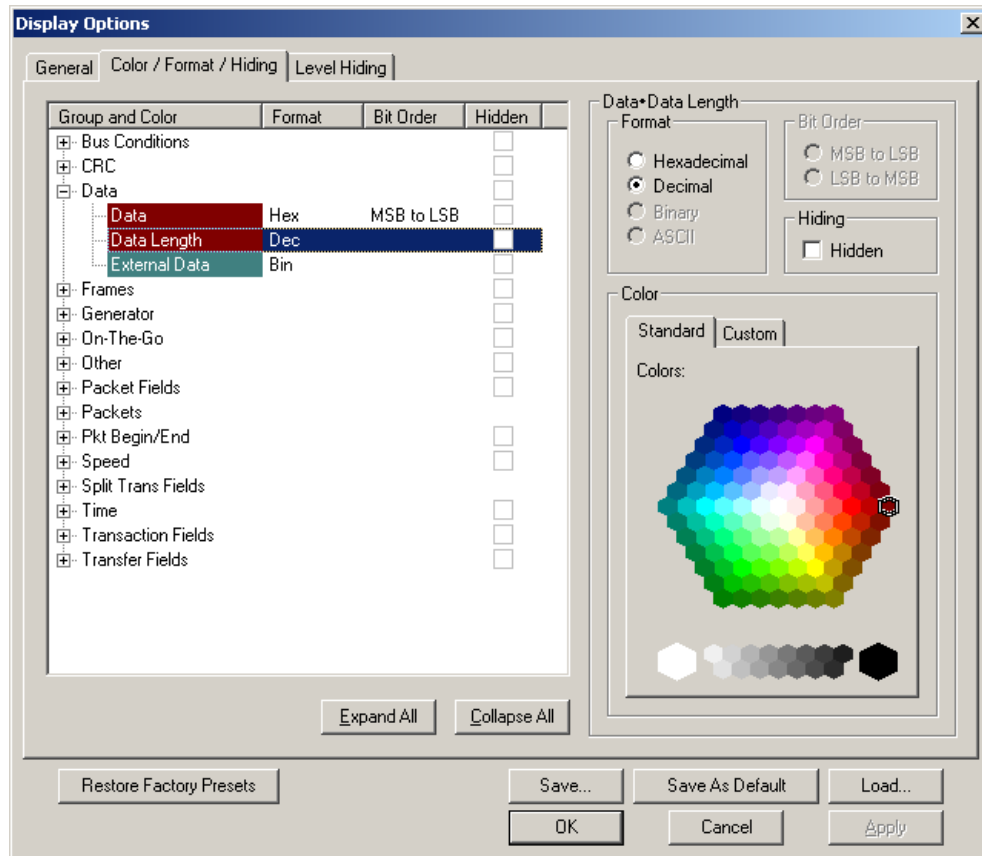 Display Options
General Color / Format / Hiding Level Hiding
Group and Color Format Bit Order Hidden
Bus Conditions
CRC
Data
Data Hex MSB to LSB
Data Length Dec
External Data Bin
Frames
Generator
On-The-Go
Other
Packet Fields
Packets
Pkt Begin/End
Speed
Split Trans Fields
Time
Transaction Fields
Transfer Fields
Expand All Collapse All
Data•Data Length
Format
Hexadecimal
Decimal
Binary
ASCII
Bit Order
MSB to LSB
LSB to MSB
Hiding
Hidden
Color
Standard Custom
Colors:
Restore Factory Presets Save... Save As Default Load...
OK Cancel Apply